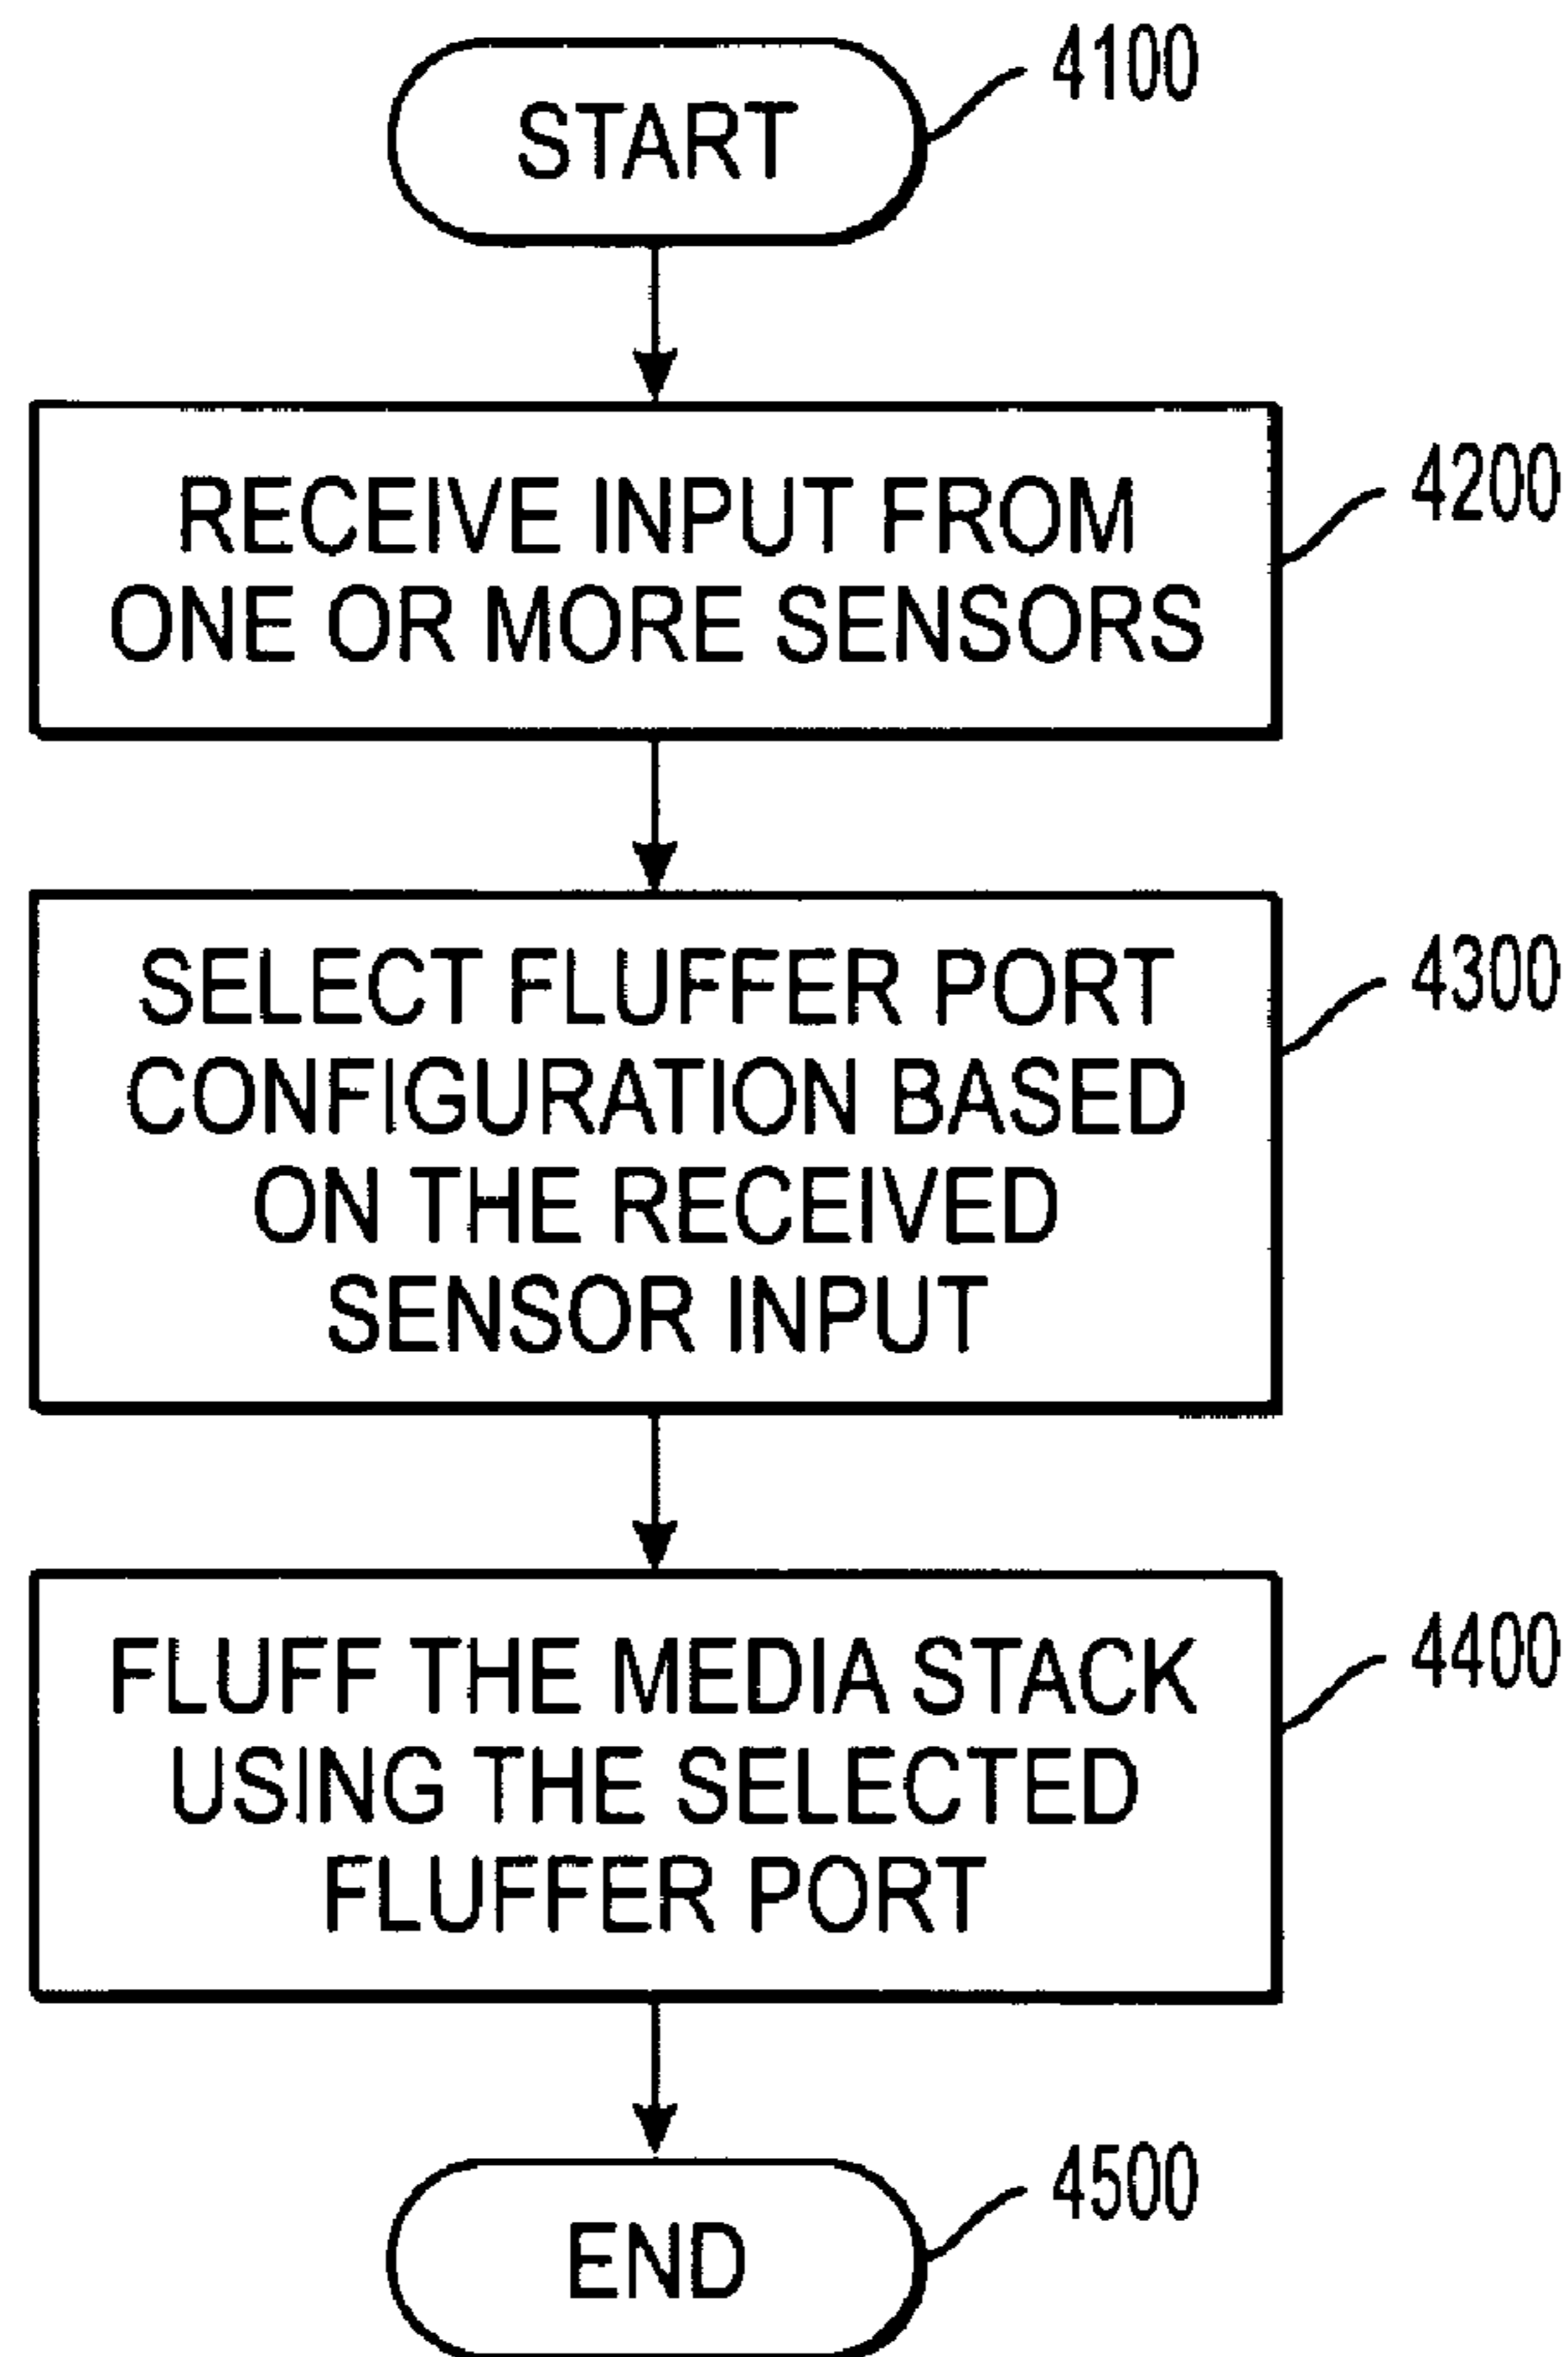 START
4100
RECEIVE INPUT FROM
ONE OR MORE SENSORS
4200
SELECT FLUFFER PORT
CONFIGURATION BASED
ON THE RECEIVED
SENSOR INPUT
4300
FLUFF THE MEDIA STACK
USING THE SELECTED
FLUFFER PORT
4400
END
4500